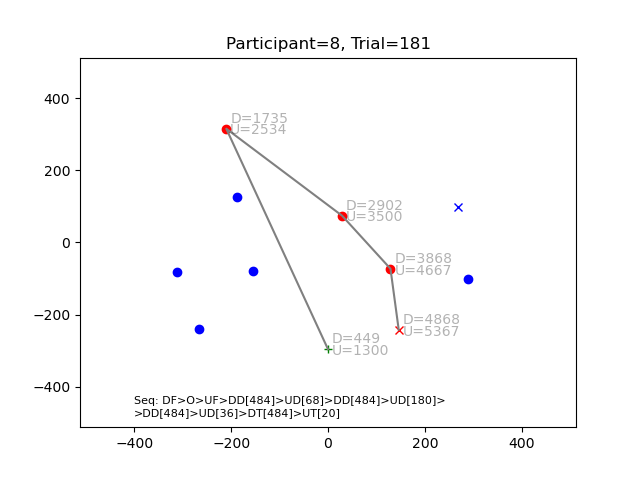 Participant=8, Trial=181
400
200
0
−200
−400
D=1735
U=2534
D=2902
U=3500
D=3868
U=4667
D=4868
U=5367
D=449
U=1300
Seq: DF>O>UF>DD[484]>UD[68]>DD[484]>UD[180]>
>DD[484]>UD[36]>DT[484]>UT[20]
−400 −200 0 200 400